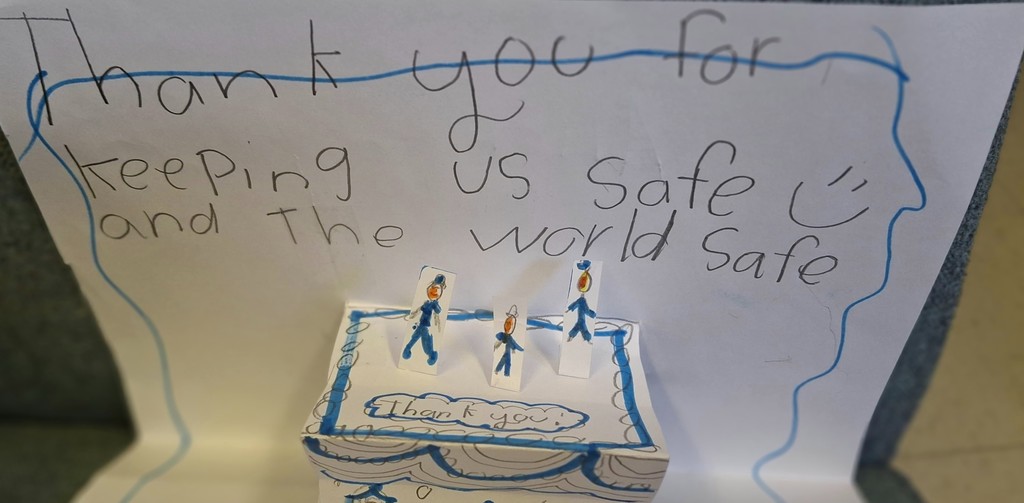 Thank you for
keeping us safe
and The world safe
Thank you: